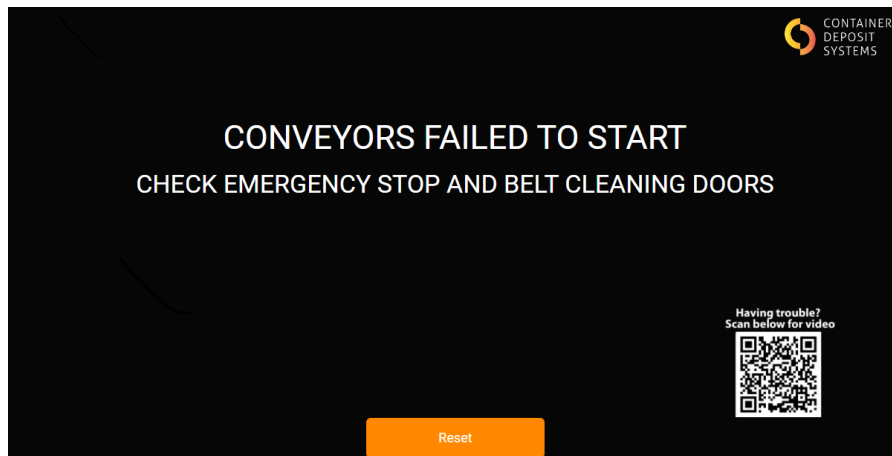 CONTAINER
DEPOSIT
SYSTEMS
CONVEYORS FAILED TO START
CHECK EMERGENCY STOP AND BELT CLEANING DOORS
Having trouble?
Scan below for video
Reset